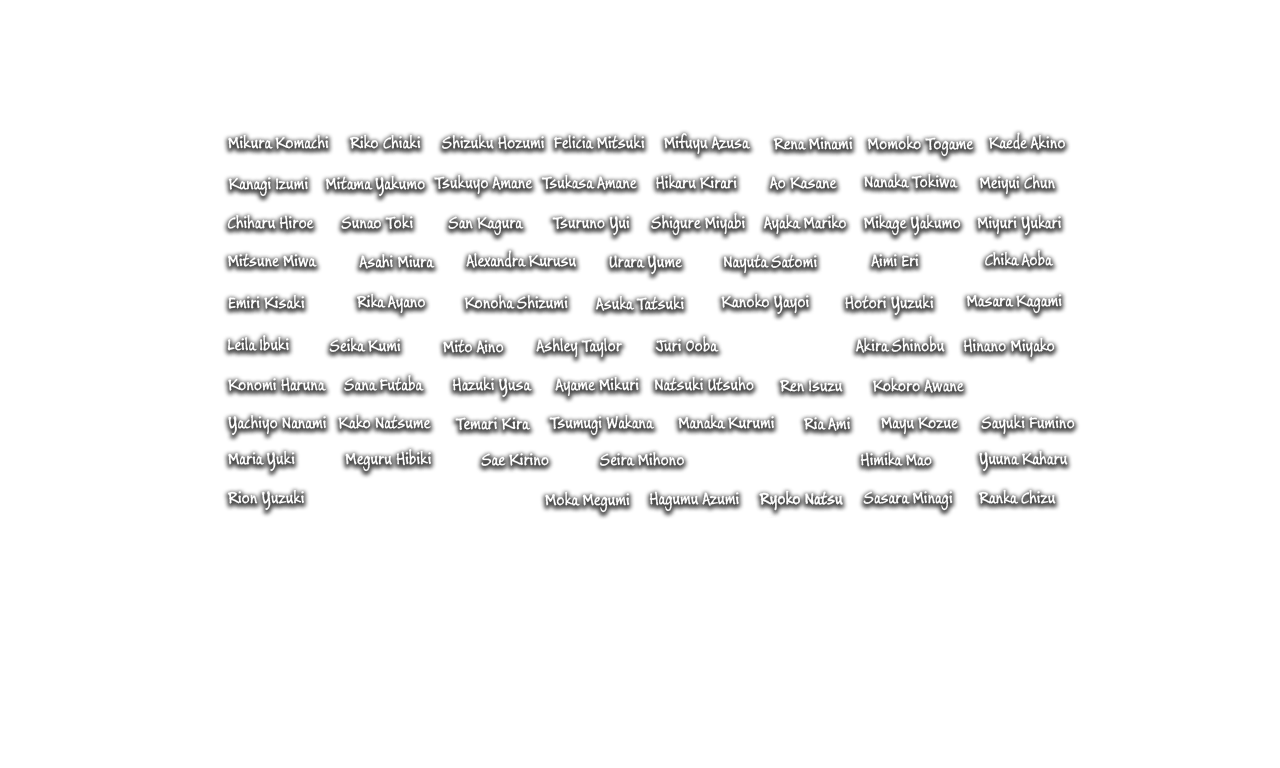 Mikura Komachi Riko Chiaki Shizuku Hozumi Felicia Mitsuki Mifuyu Azusa Rena Minami Momoko Togame Kaede Akino
Kanagi Izumi Mitama Yakumo Tsukuyo Amane Tsukasa Amane Hikaru Kirari Ao Kasane Nanaka Tokiwa Meiyui Chun
Chiharu Hiroe Sunao Toki San Kagura Tsuruno Yui Shigure Miyabi Ayaka Mariko Mikage Yakumo Miyuri Yukari
Mitsune Miwa Asahi Miura Alexandra Kurusu Urara Yume Nayuta Satomi Aimi Eri Chika Aoba
Emiri Kisaki Rika Ayano Konoha Shizumi Asuka Tatsuki Kanoko Yayoi Hotori Yuzuki Masara Kagami
Leila Ibuki Seika Kumi Mito Aino Ashley Taylor Juri Ooba Akira Shinobu Hinano Miyako
Konomi Haruna Sana Futaba Hazuki Yusa Ayame Mikuri Natsuki Utsuho Ren Isuzu Kokoro Awane
Yachiyo Nanami Kako Natsume Temari Kira Tsumugi Wakana Manaka Kurumi Ria Ami Mayu Kozue Sayuki Fumino
Maria Yuki Meguru Hibiki Sae Kirino Seira Mihono Himika Mao Yuuna Kaharu
Rion Yuzuki Moka Megumi Hagumu Azumi Ryoko Natsu Sasara Minagi Ranka Chizu